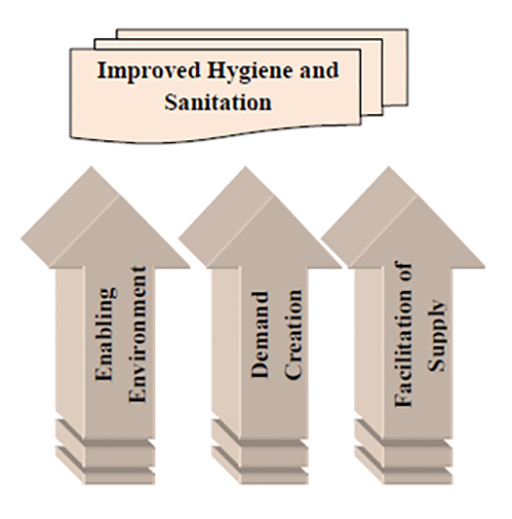 Improved Hygiene and
Sanitation
Enabling
Environment
Demand
Creation
Facilitation of
Supply